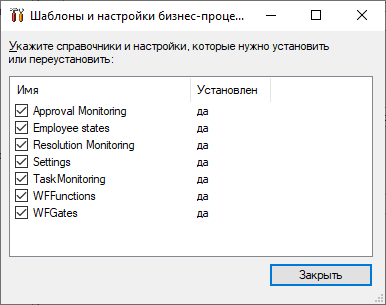 Шаблоны и настройки бизнес-проце...
Укажите справочники и настройки, которые нужно установить
или переустановить:
Имя Установлен
Approval Monitoring да
Employee states да
Resolution Monitoring да
Settings да
TaskMonitoring да
WFFunctions да
WFGates да
Закрыть